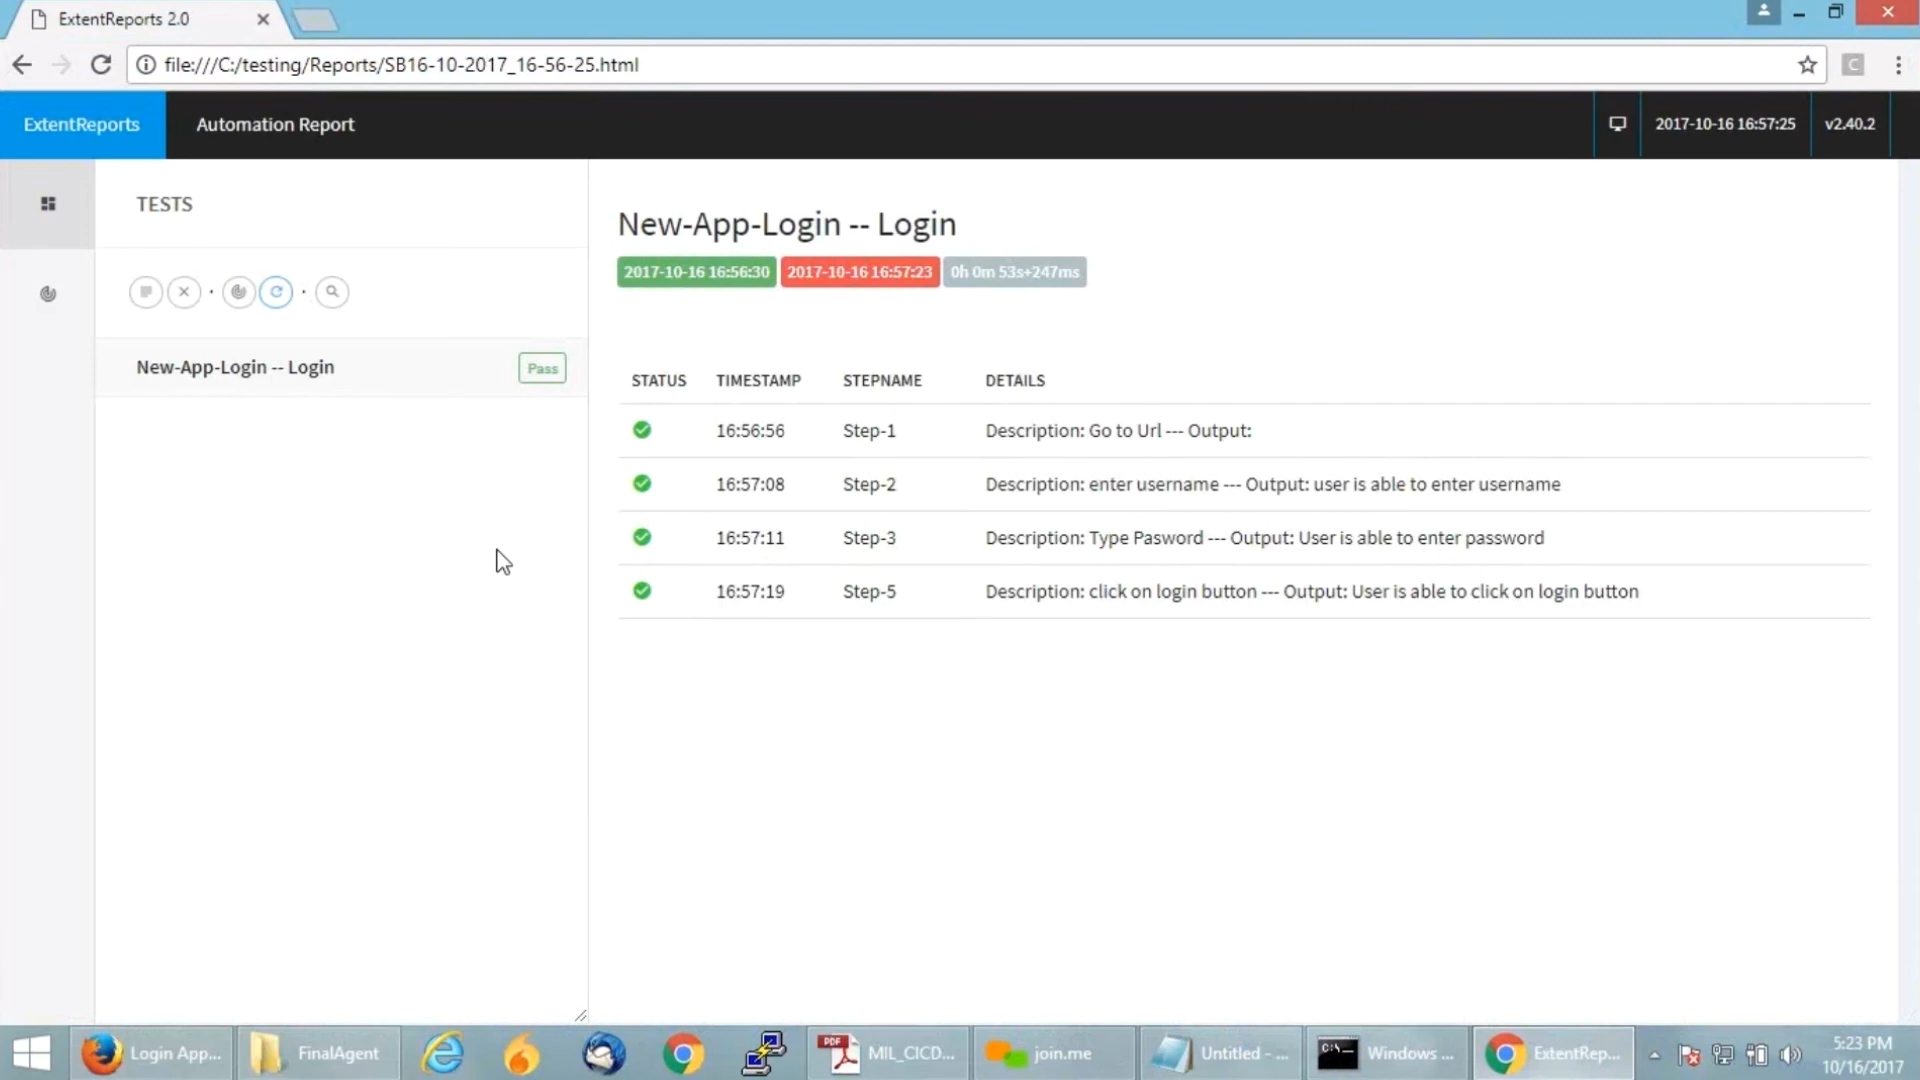 ExtentReports 2.0
file:///C:/testing/Reports/SB16-10-2017_16-56-25.html
C
ExtentReports
Automation Report
2017-10-16 16:57:25
v2.40.2
TESTS
New-App-Login -- Login
Pass
New-App-Login -- Login
2017-10-16 16:56:30 2017-10-16 16:57:23 0h 0m 53s+247ms
STATUS TIMESTAMP STEPNAME DETAILS
16:56:56 Step-1 Description: Go to Url --- Output:
16:57:08 Step-2 Description: enter username --- Output: user is able to enter username
16:57:11 Step-3 Description: Type Pasword --- Output: User is able to enter password
16:57:19 Step-5 Description: click on login button --- Output: User is able to click on login button
Login App...
FinalAgent
PDF
MIL_CICD...
join.me
Untitled - ...
C:\.
Windows ...
ExtentRep...
5:23 PM
10/16/2017